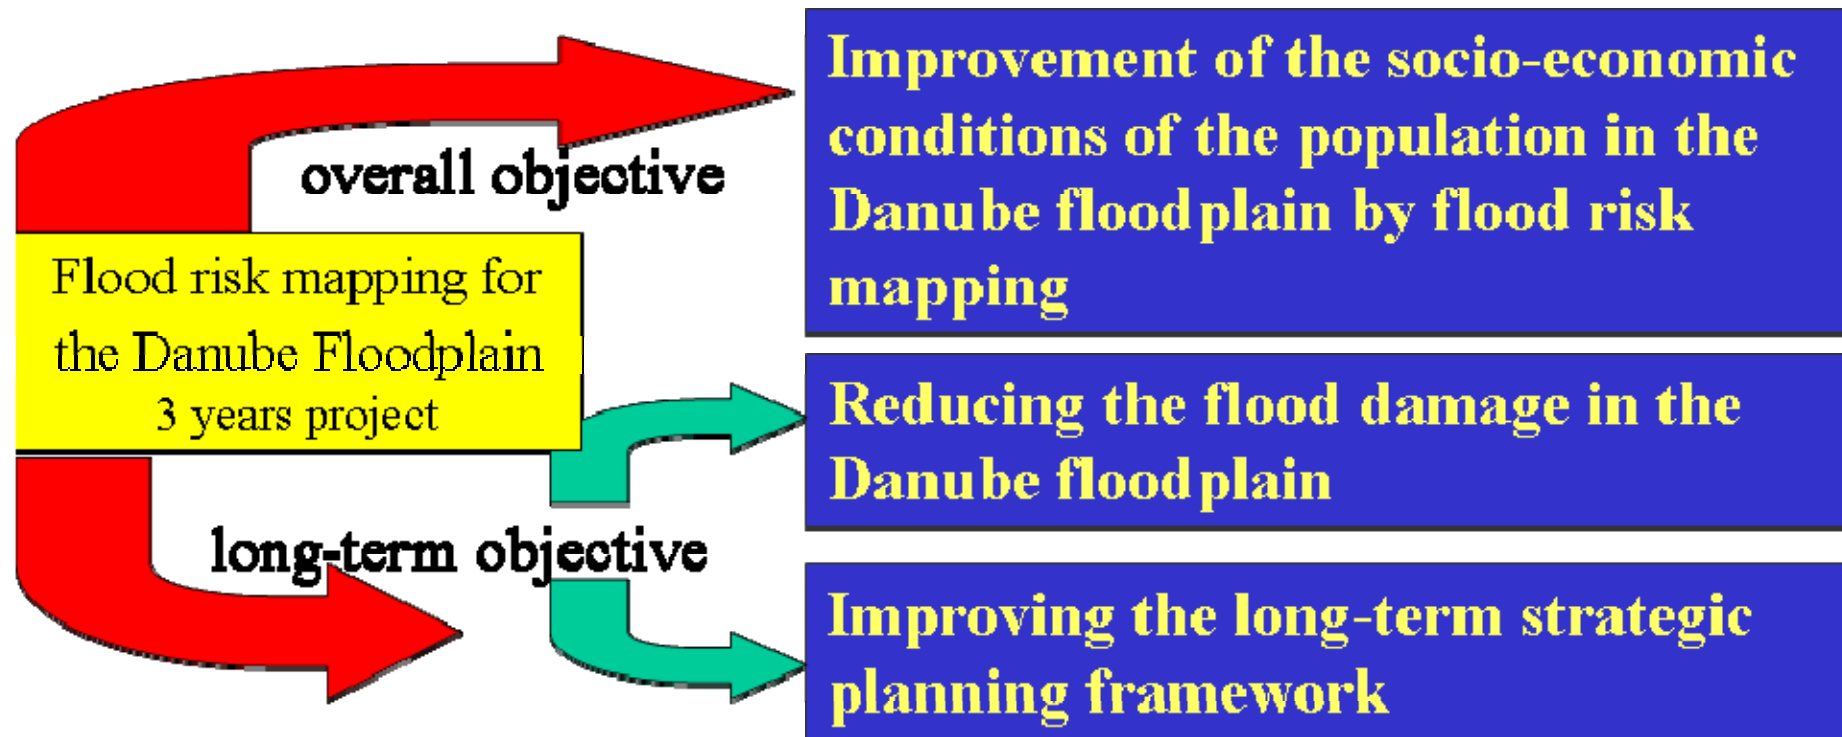 Improvement of the socio-economic
conditions of the population in the
Danube floodplain by flood risk
mapping
overall objective
Flood risk mapping for
the Danube Floodplain
3 years project
Reducing the flood damage in the
Danube floodplain
long-term objective
Improving the long-term strategic
planning framework